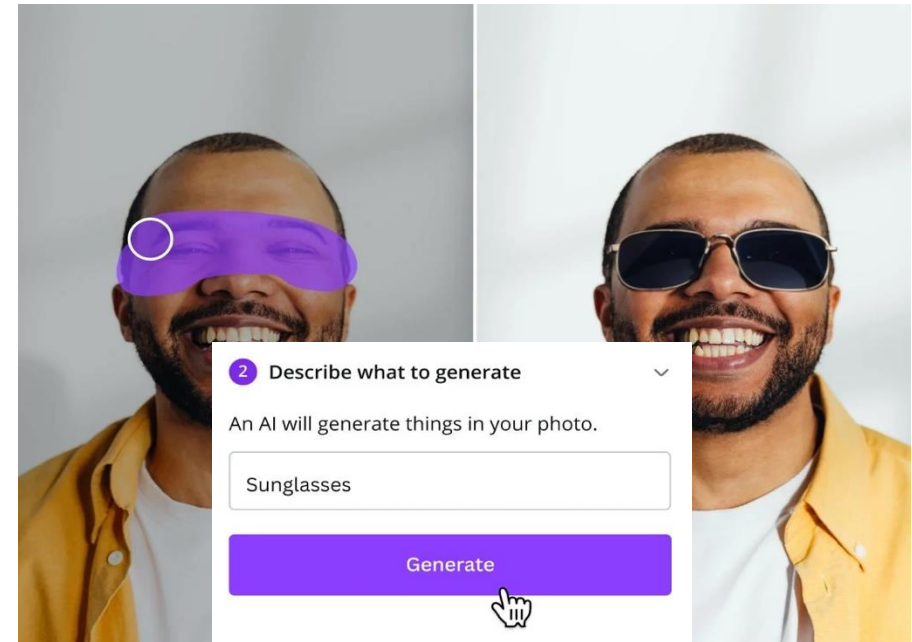 2 Describe what to generate
An AI will generate things in your photo.
Sunglasses
Generate